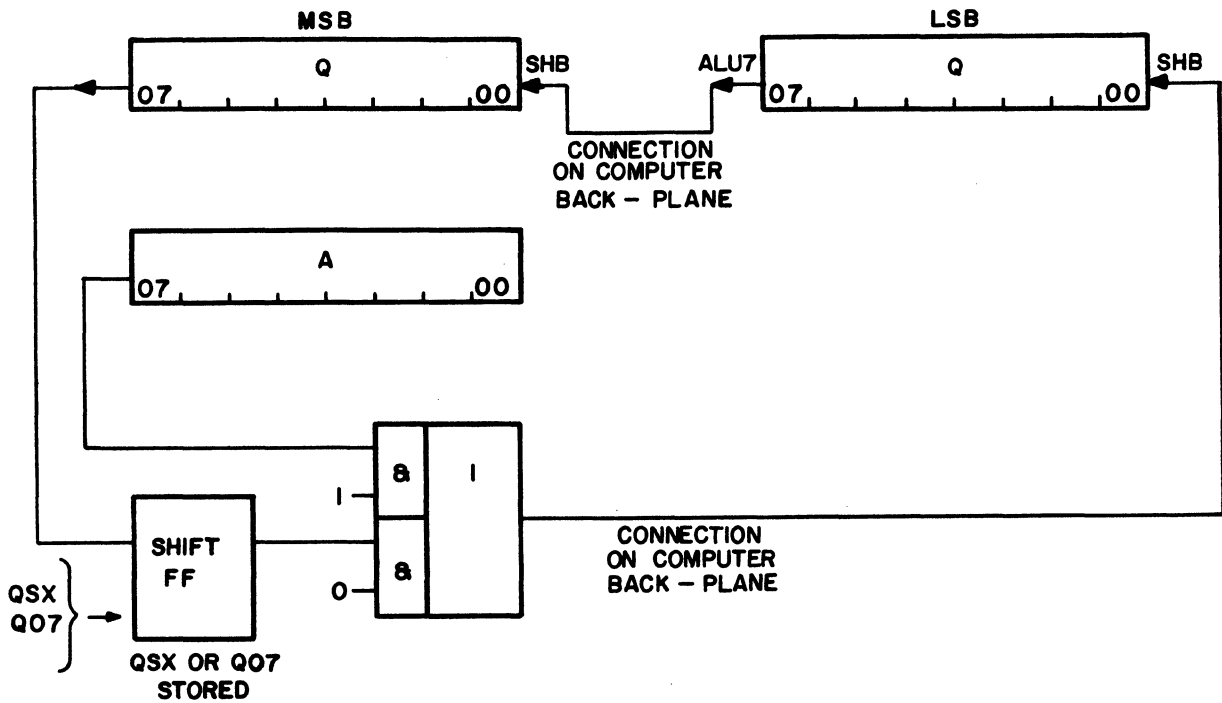 MSB
LSB
Q
07 00
SHB
ALU7
Q
07 00
SHB
CONNECTION
ON COMPUTER
BACK - PLANE
A
07 00
&
1
1
&
0
SHIFT
FF
QSX
Q07
QSX OR Q07
STORED
CONNECTION
ON COMPUTER
BACK - PLANE